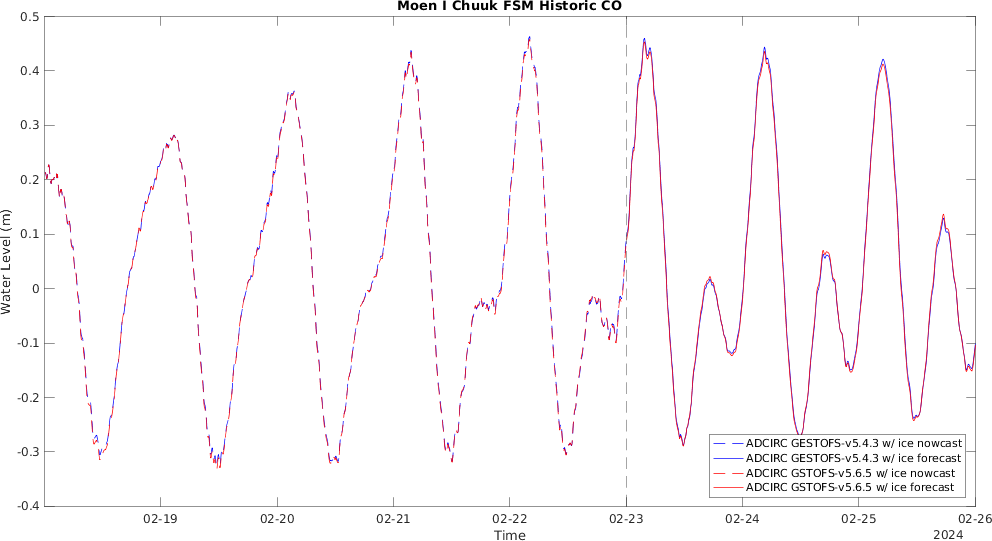 Moen I Chuuk FSM Historic CO
Water Level (m)
0.5
0.4
0.3
0.2
0.1
0
-0.1
-0.2
-0.3
-0.4
ADCIRC GESTOFS-v5.4.3 w/ ice nowcast
ADCIRC GESTOFS-v5.4.3 w/ ice forecast
ADCIRC GSTOFS-v5.6.5 w/ ice nowcast
ADCIRC GSTOFS-v5.6.5 w/ ice forecast
02-19 02-20 02-21 02-22 02-23 02-24 02-25 02-26
Time
2024